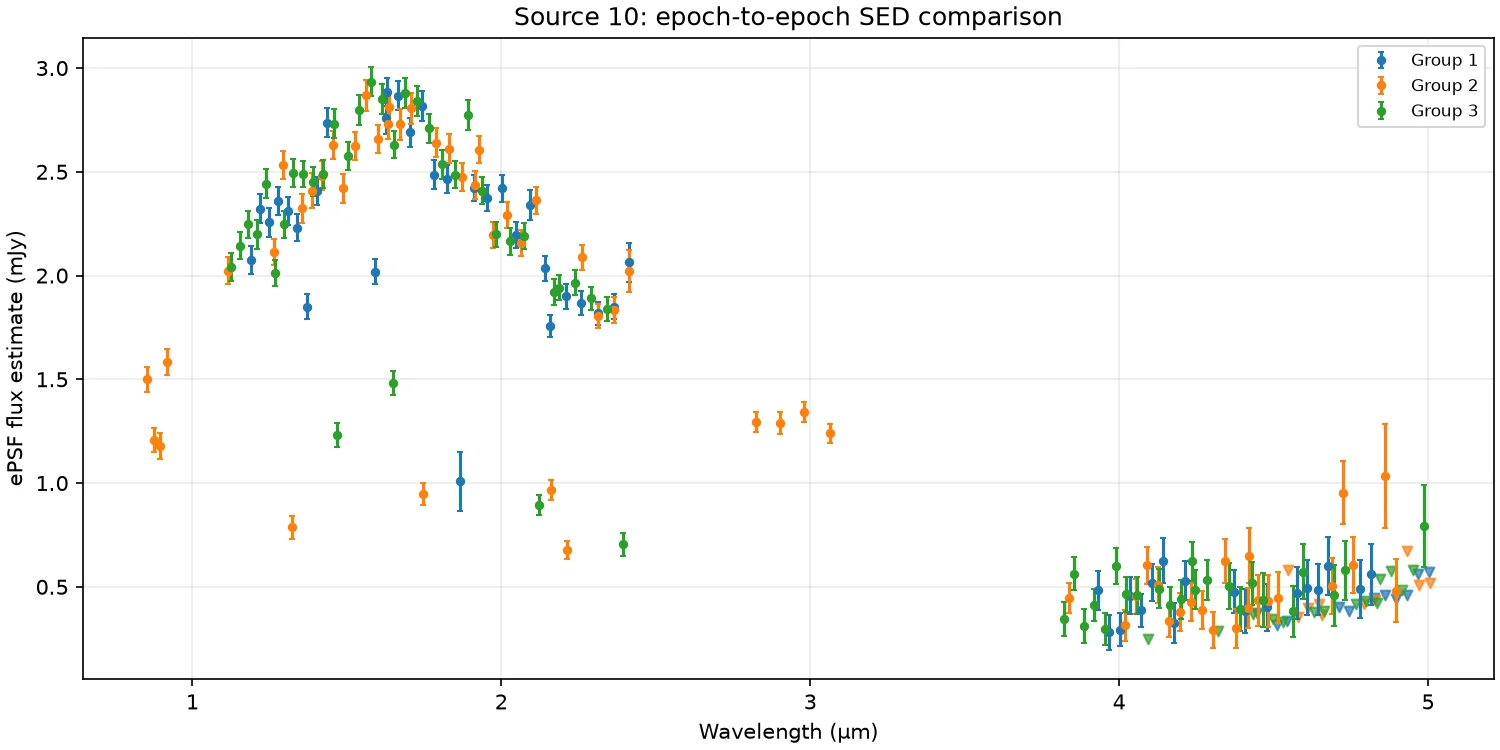 Source 10: epoch-to-epoch SED comparison
ePSF flux estimate (mJy)
3.0
2.5
2.0
1.5
1.0
0.5
Group 1
Group 2
Group 3
1
2
3
4
5
Wavelength (μm)